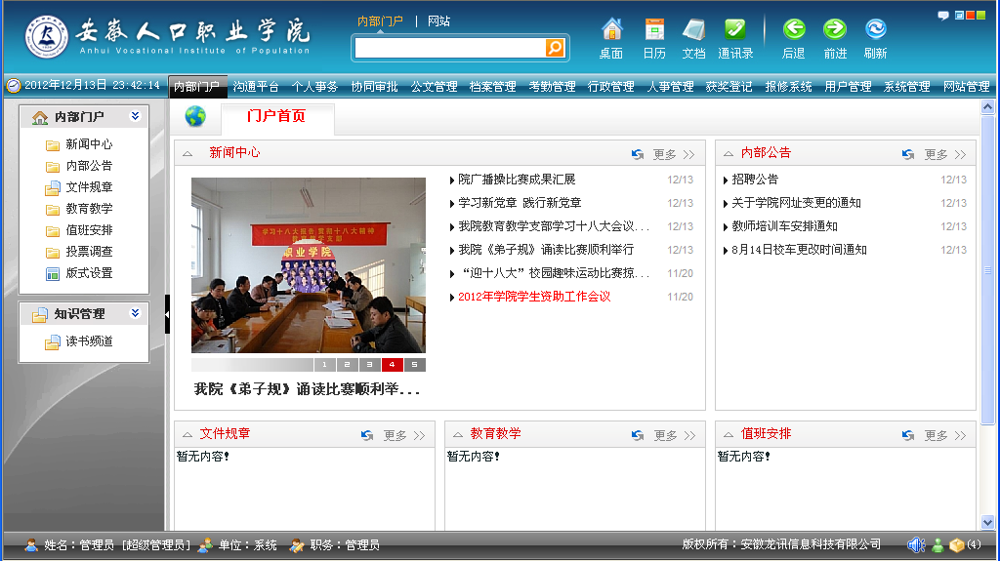 安徽人口职业学院
Anhui Vocational Institute of Population
内部门户 | 网站
桌面 日历 文档 通讯录 后退 前进 刷新
2012年12月13日 23:42:14
内部门户 沟通平台 个人事务 协同审批 公文管理 档案管理 考勤管理 行政管理 人事管理 获奖登记 报修系统 用户管理 系统管理 网站管理
内部门户
新闻中心
内部公告
文件规章
教育教学
值班安排
投票调查
版式设置
知识管理
读书频道
门户首页
新闻中心 更多
学习十八大报告 贯彻十八大精神
教育教学支部
职业学院
1 2 3 4 5
我院《弟子规》诵读比赛顺利举...
院广播操比赛成果汇展 12/13
学习新党章 践行新党章 12/13
我院教育教学支部学习十八大会议... 12/13
我院《弟子规》诵读比赛顺利举行 12/13
“迎十八大”校园趣味运动比赛掠... 11/20
2012年学院学生资助工作会议 11/20
内部公告 更多
招聘公告 12/13
关于学院网址变更的通知 12/13
教师培训车安排通知 12/13
8月14日校车更改时间通知 12/13
文件规章 更多
暂无内容!
教育教学 更多
暂无内容!
值班安排 更多
暂无内容!
姓名：管理员 [超级管理员] 单位：系统 职务：管理员
版权所有：安徽龙讯信息科技有限公司
(4)